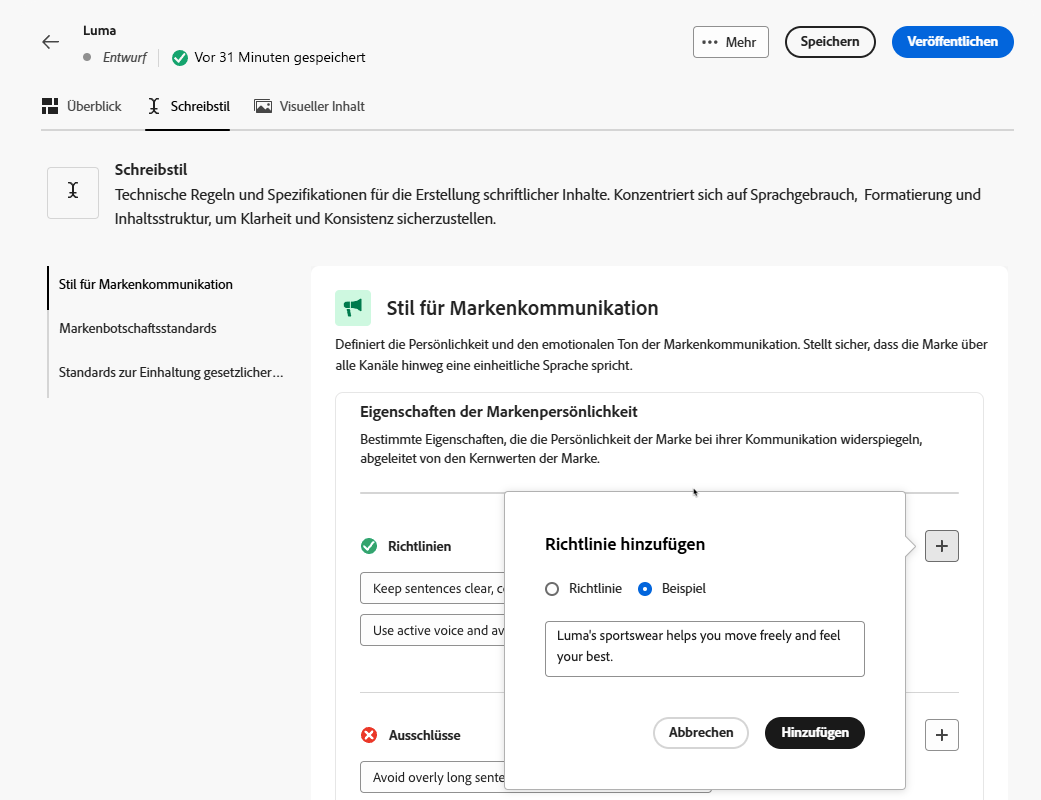 Luma
Entwurf
Vor 31 Minuten gespeichert
Mehr
Speichern
Veröffentlichen
Überblick
Schreibstil
Visueller Inhalt
Schreibstil
Technische Regeln und Spezifikationen für die Erstellung schriftlicher Inhalte. Konzentriert sich auf Sprachgebrauch, Formatierung und
Inhaltsstruktur, um Klarheit und Konsistenz sicherzustellen.
Stil für Markenkommunikation
Markenbotschaftsstandards
Standards zur Einhaltung gesetzlicher...
Stil für Markenkommunikation
Definiert die Persönlichkeit und den emotionalen Ton der Markenkommunikation. Stellt sicher, dass die Marke über
alle Kanäle hinweg eine einheitliche Sprache spricht.
Eigenschaften der Markenpersönlichkeit
Bestimmte Eigenschaften, die die Persönlichkeit der Marke bei ihrer Kommunikation widerspiegeln,
abgeleitet von den Kernwerten der Marke.
Richtlinien
Keep sentences clear,
Use active voice and
Richtlinie hinzufügen
Richtlinie
Beispiel
Luma's sportswear helps you move freely and feel
your best.
Abbrechen
Hinzufügen
Ausschlüsse
Avoid overly long